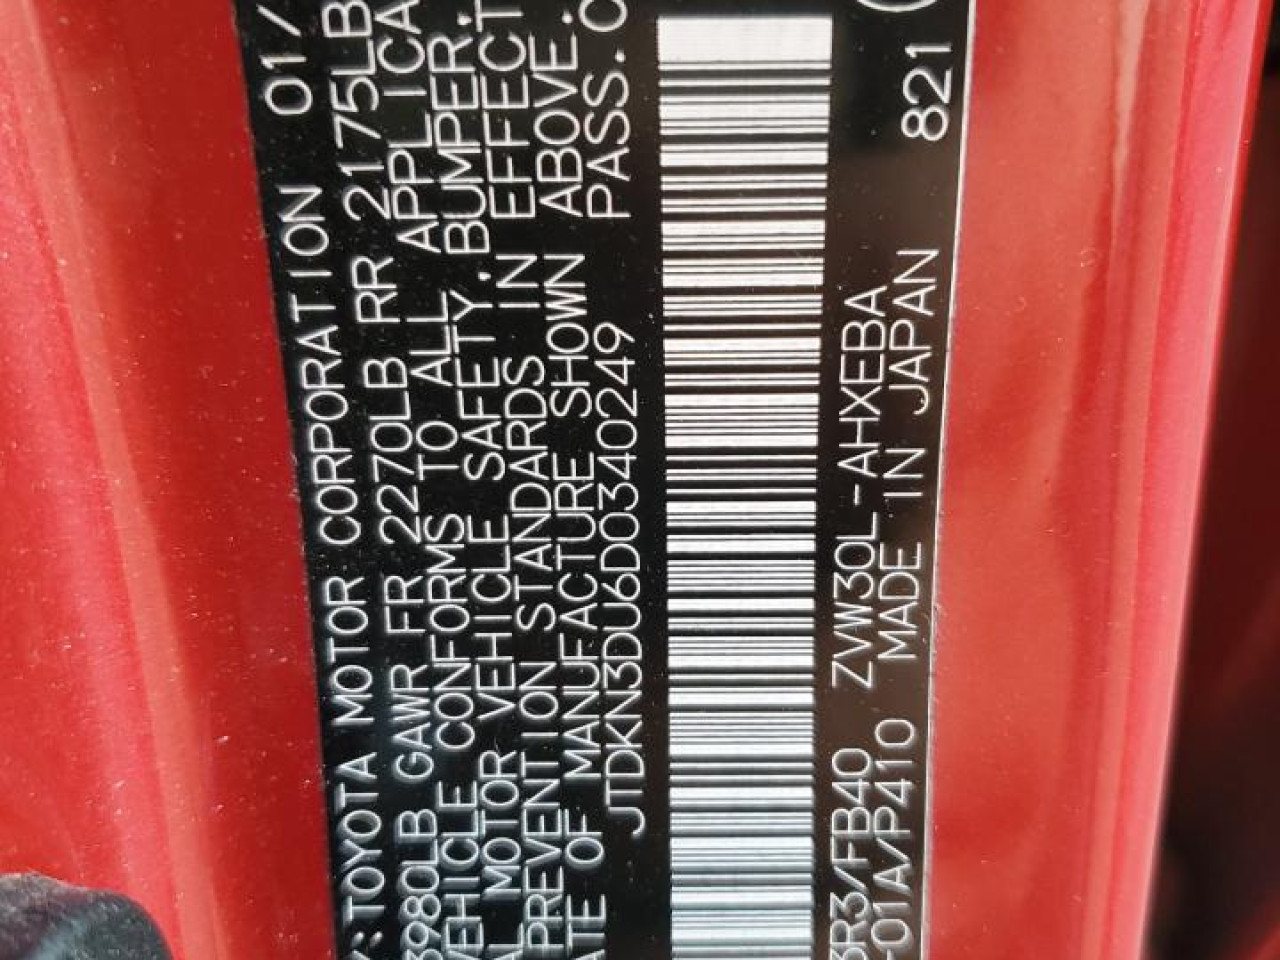 Y:TOYOTA MOTOR CORPORATION 01/
3980LB GAWR FR 2270LB RR 2175LB
VEHICLE CONFORMS TO ALL APPLICA
AL MOTOR VEHICLE SAFETY.BUMPER.
PREVENTION STANDARDS IN EFFECT
ATE OF MANUFACTURE SHOWN ABOVE.
JTDKN3DU6D0340249 PASS.C
3R3/FB40 ZVW30L-AHXEBA 821
-01A/P410 MADE IN JAPAN